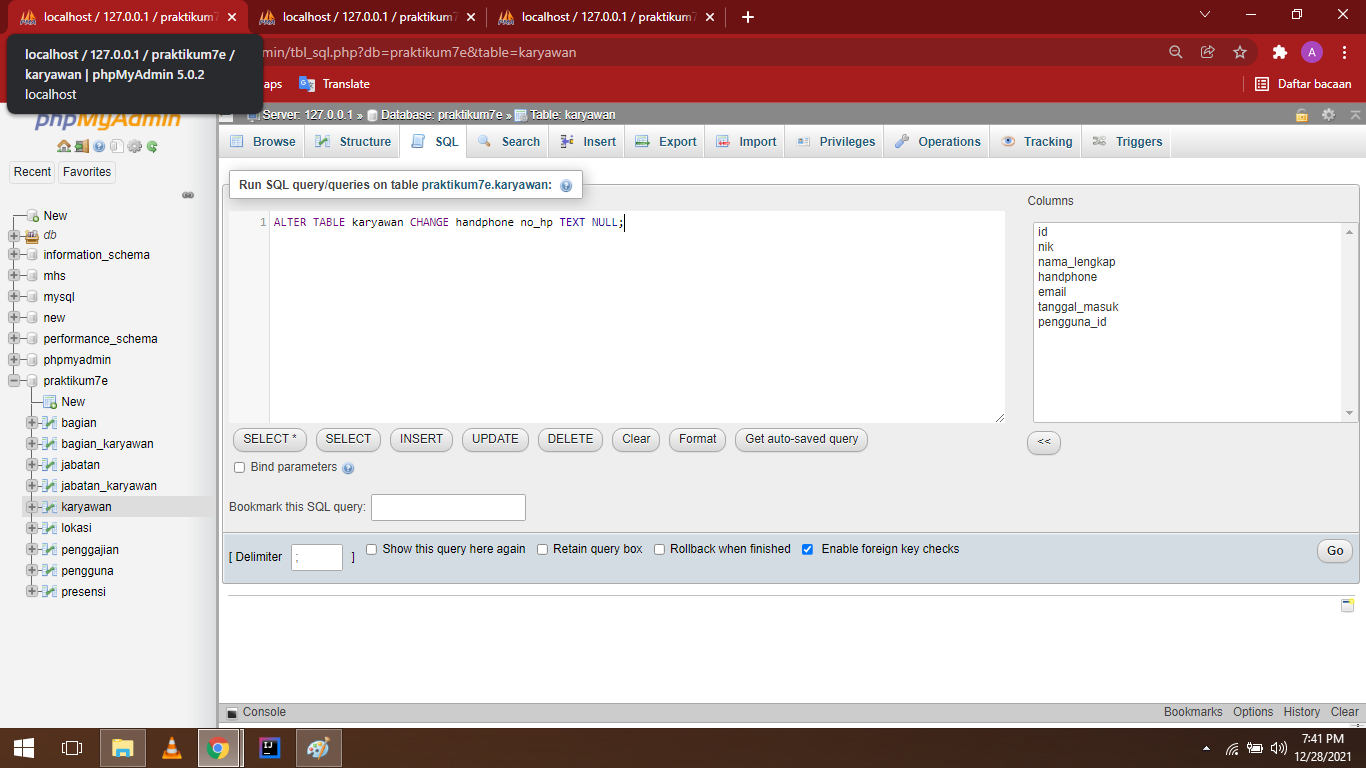 localhost / 127.0.0.1 / praktikum7
localhost / 127.0.0.1 / praktikum7
localhost / 127.0.0.1 / praktikum7
localhost / 127.0.0.1 / praktikum7e /
karyawan | phpMyAdmin 5.0.2
localhost
min/tbl_sql.php?db=praktikum7e&table=karyawan
A
aps
Translate
Daftar bacaan
phpMyAdmin
Server: 127.0.0.1 » Database: praktikum7e » Table: karyawan
Browse Structure SQL Search Insert Export Import Privileges Operations Tracking Triggers
Recent Favorites
New
db
information_schema
mhs
mysql
new
performance_schema
phpmyadmin
praktikum7e
New
bagian
bagian_karyawan
jabatan
jabatan_karyawan
karyawan
lokasi
penggajian
pengguna
presensi
Run SQL query/queries on table praktikum7e.karyawan:
1 ALTER TABLE karyawan CHANGE handphone no_hp TEXT NULL;
Columns
id
nik
nama_lengkap
handphone
email
tanggal_masuk
pengguna_id
SELECT * SELECT INSERT UPDATE DELETE Clear Format Get auto-saved query
<<
Bind parameters
Bookmark this SQL query:
[ Delimiter ; ] Show this query here again Retain query box Rollback when finished Enable foreign key checks
Go
Console
Bookmarks Options History Clear
IJ
7:41 PM
12/28/2021